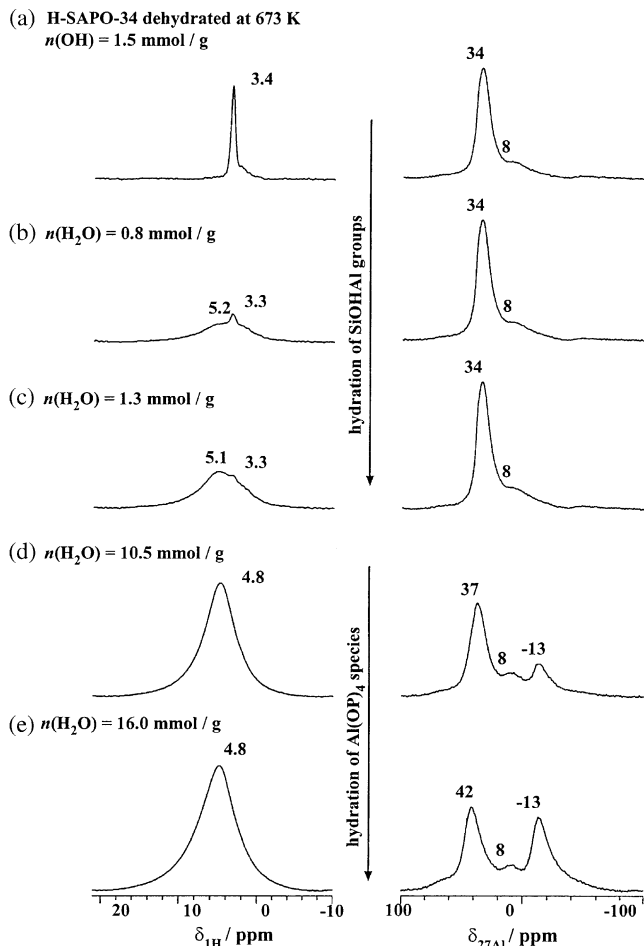 (a) H-SAPO-34 dehydrated at 673 K
n(OH) = 1.5 mmol / g
3.4
34
8
(b) n(H₂O) = 0.8 mmol / g
5.2 3.3
34
8
(c) n(H₂O) = 1.3 mmol / g
5.1 3.3
34
8
hydration of SiOHAl groups
(d) n(H₂O) = 10.5 mmol / g
4.8
37
8
-13
(e) n(H₂O) = 16.0 mmol / g
4.8
42
8
-13
hydration of Al(OP)₄ species
20 10 0 -10
δ1H / ppm
100 0 -100
δ27Al / ppm